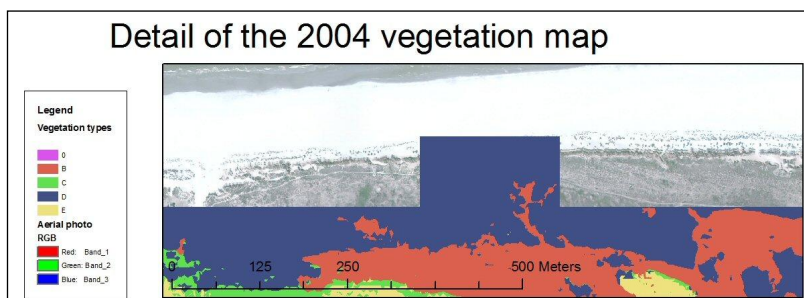 Detail of the 2004 vegetation map
Legend
Vegetation types
0
B
C
D
E
Aerial photo
RGB
Red: Band_1
Green: Band_2
Blue: Band_3
0 125 250 500 Meters